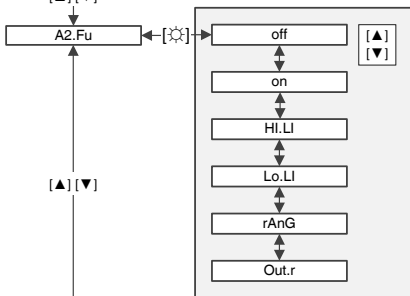 [▲][▼]
A2.Fu
[☼]
off
[▲]
[▼]
on
HI.LI
Lo.LI
[▲][▼]
rAnG
Out.r